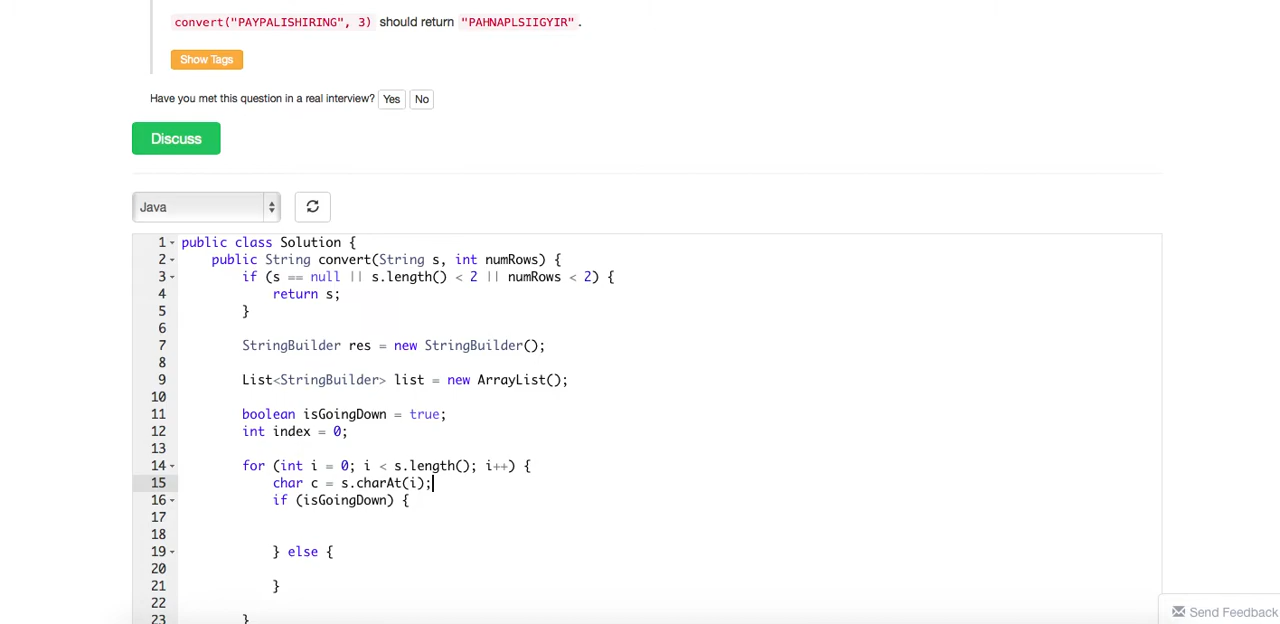 convert("PAYPALISHIRING", 3) should return "PAHNAPLSIIGYIR".
Show Tags
Have you met this question in a real interview? Yes No
Discuss
Java
1 public class Solution {
2 public String convert(String s, int numRows) {
3 if (s == null || s.length() < 2 || numRows < 2) {
4 return s;
5 }
6
7 StringBuilder res = new StringBuilder();
8
9 List<StringBuilder> list = new ArrayList();
10
11 boolean isGoingDown = true;
12 int index = 0;
13
14 for (int i = 0; i < s.length(); i++) {
15 char c = s.charAt(i);
16 if (isGoingDown) {
17
18
19 } else {
20
21 }
22
23 }
Send Feedback